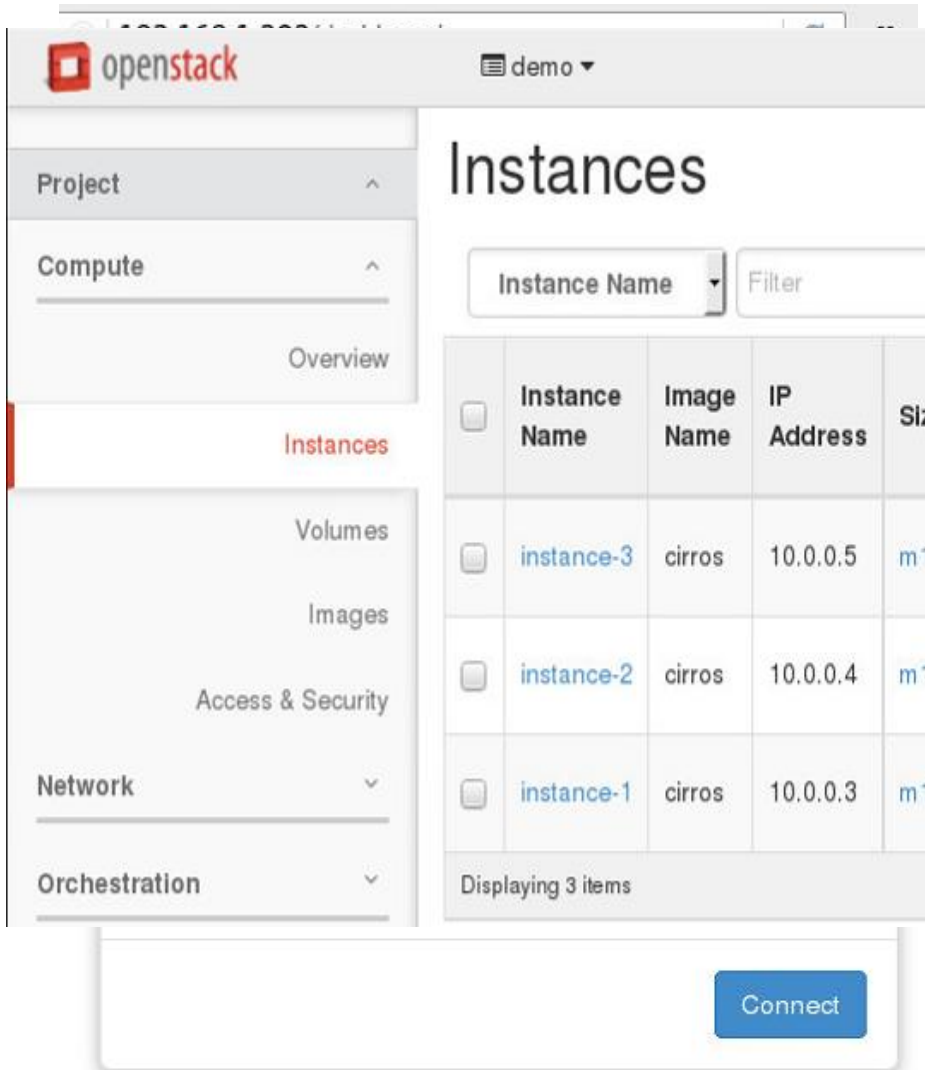 openstack
demo
Project
Instances
Compute
Instance Name
Filter
Overview
Instance Name
Image Name
IP Address
Instances
Volumes
instance-3 cirros 10.0.0.5
Images
instance-2 cirros 10.0.0.4
Access & Security
Network
instance-1 cirros 10.0.0.3
Orchestration
Displaying 3 items
Connect